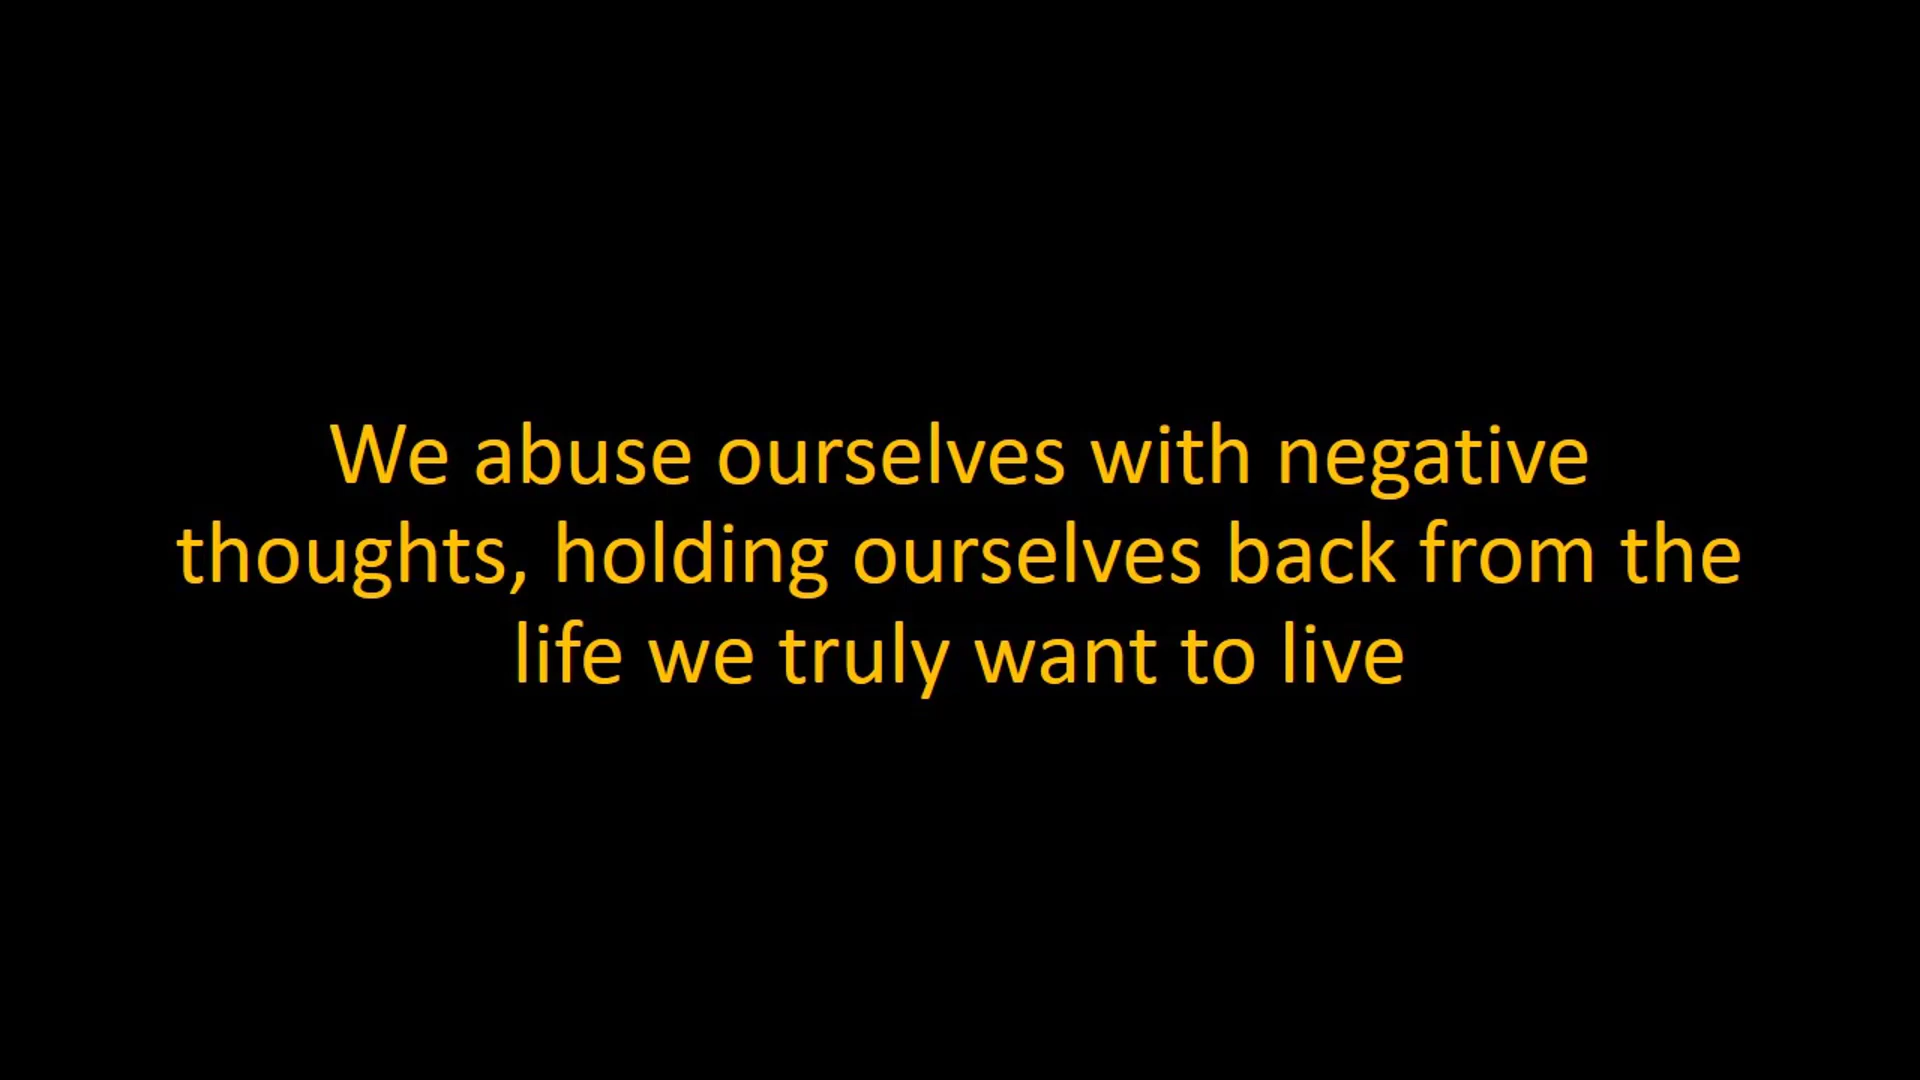 We abuse ourselves with negative
thoughts, holding ourselves back from the
life we truly want to live